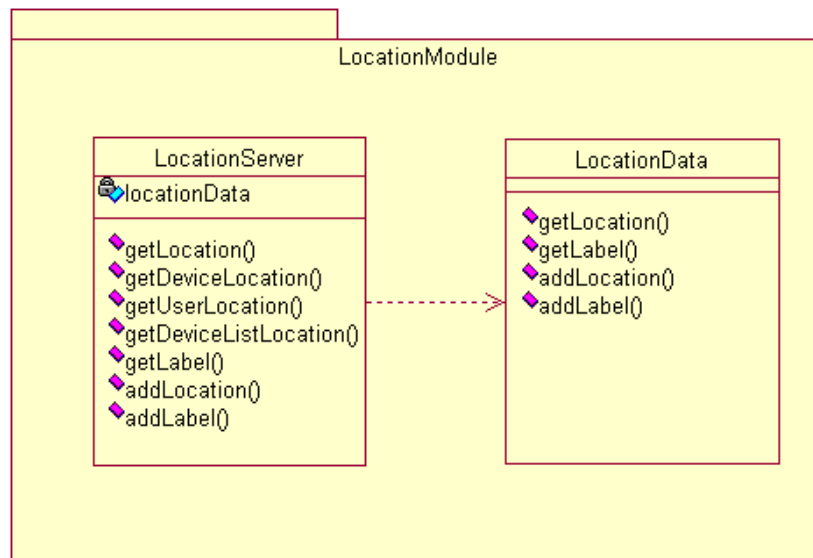 LocationModule
LocationServer
locationData
getLocation()
getDeviceLocation()
getUserLocation()
getDeviceListLocation()
getLabel()
addLocation()
addLabel()
LocationData
getLocation()
getLabel()
addLocation()
addLabel()